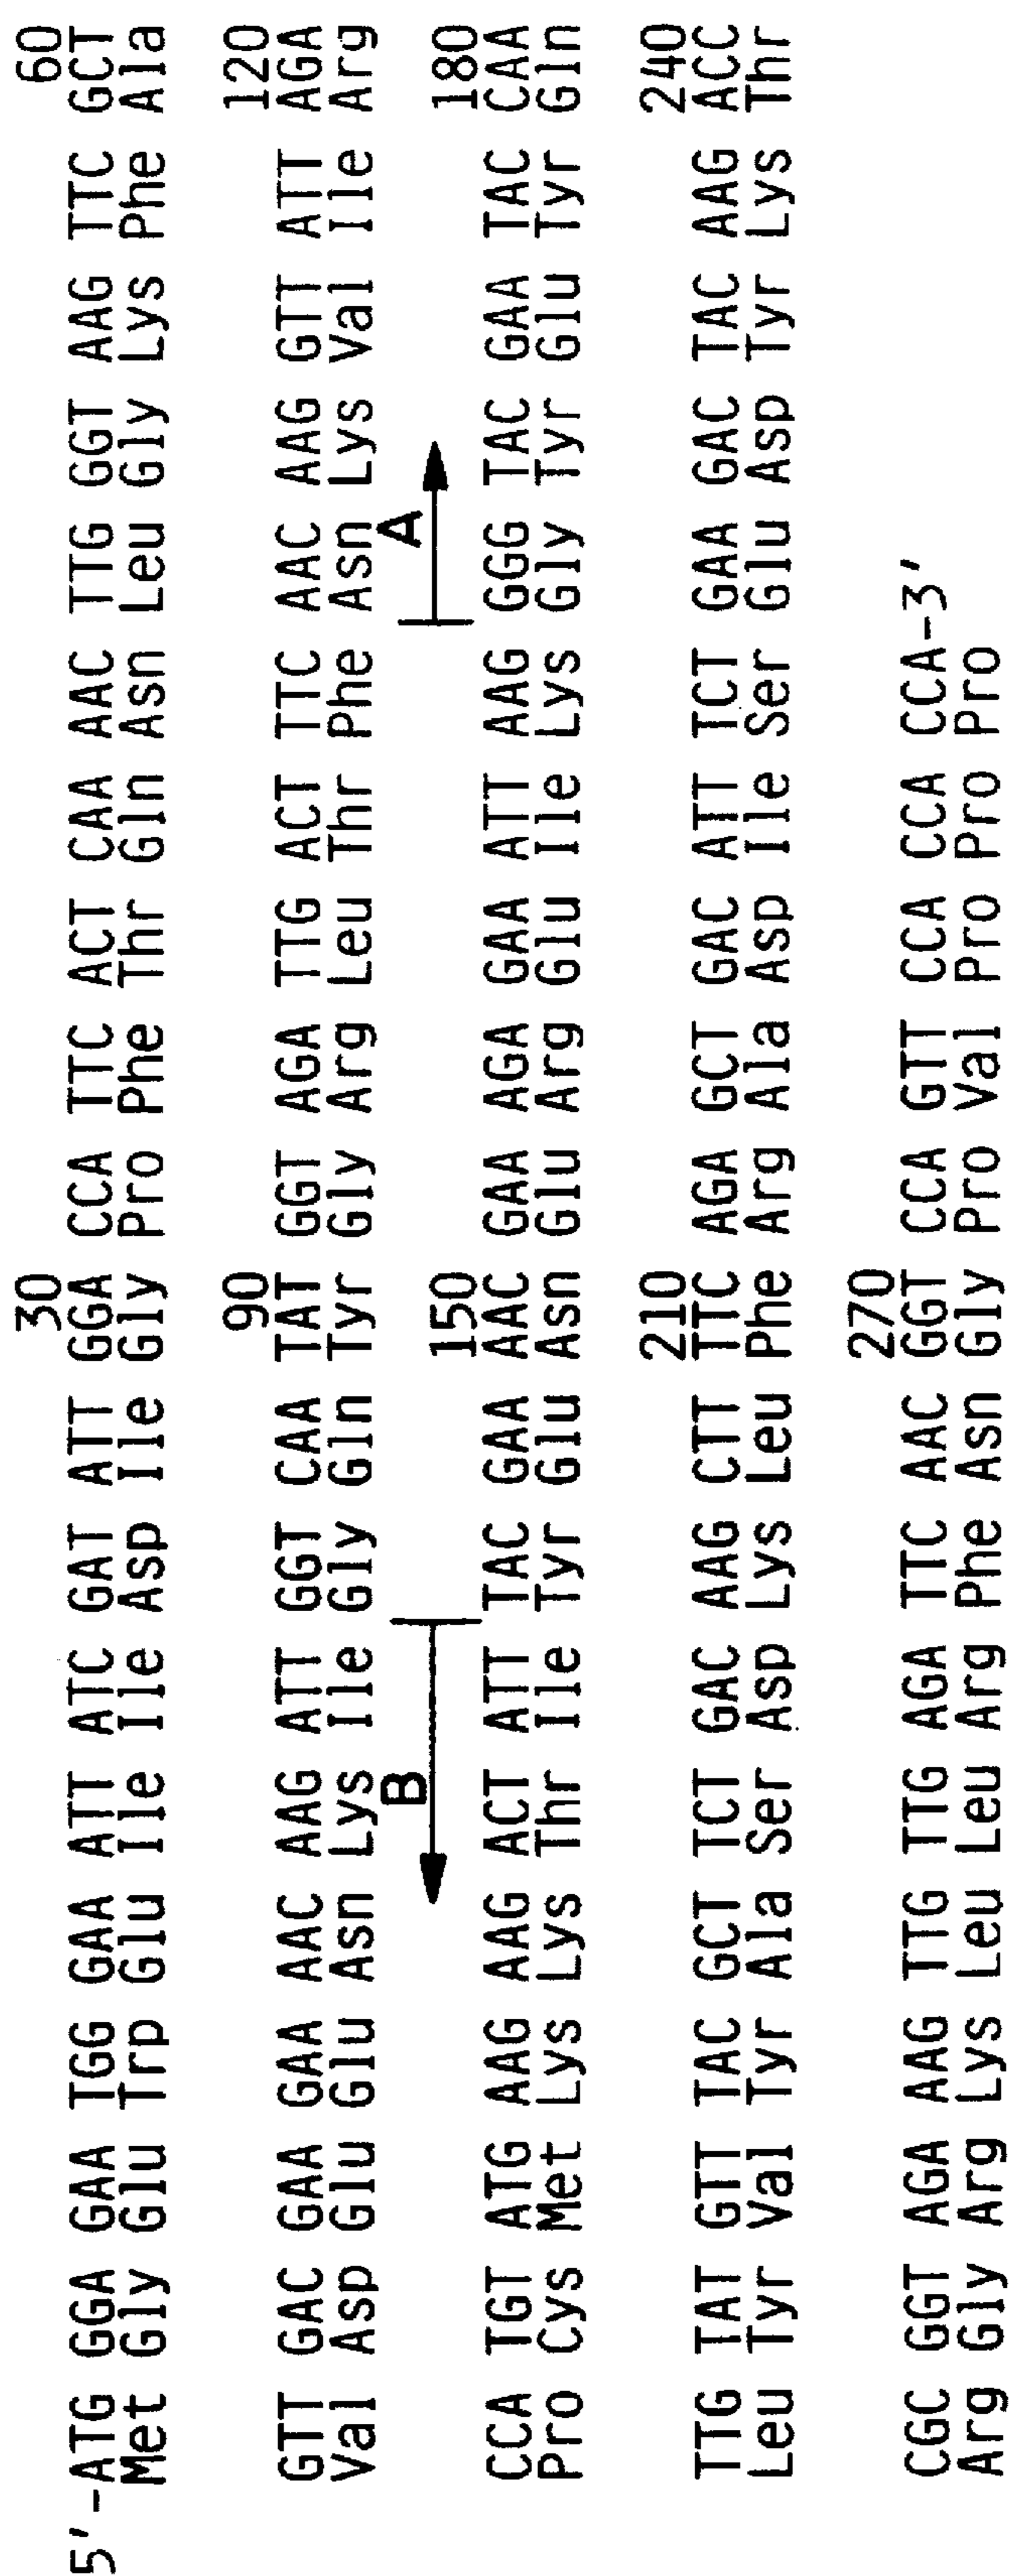 30 60
5'-ATG GGA GAA TGG GAA ATT ATC GAT ATT GGA CCA TTC ACT CAA AAC TTG GGT AAG TTC GCT
Met Gly Glu Trp Glu Ile Ile Asp Ile Gly Pro Phe Thr Gln Asn Leu Gly Lys Phe Ala
90 120
GTT GAC GAA GAA AAC AAG ATT GGT CAA TAT GGT AGA TTG ACT TTC AAC AAG GTT ATT AGA
Val Asp Glu Glu Asn Lys Ile Gly Gln Tyr Gly Arg Leu Thr Phe Asn Lys Val Ile Arg
B A
150 180
CCA TGT ATG AAG AAG ACT ATT TAC GAA AAC GAA AGA GAA ATT AAG GGG TAC GAA TAC CAA
Pro Cys Met Lys Lys Thr Ile Tyr Glu Asn Glu Arg Glu Ile Lys Gly Tyr Glu Tyr Gln
210 240
TTG TAT GTT TAC GCT TCT GAC AAG CTT TTC AGA GCT GAC ATT TCT GAA GAC TAC AAG ACC
Leu Tyr Val Tyr Ala Ser Asp Lys Leu Phe Arg Ala Asp Ile Ser Glu Asp Tyr Lys Thr
270
CGC GGT AGA AAG TTG TTG AGA TTC AAC GGT CCA GTT CCA CCA CCA-3'
Arg Gly Arg Lys Leu Leu Arg Phe Asn Gly Pro Val Pro Pro Pro